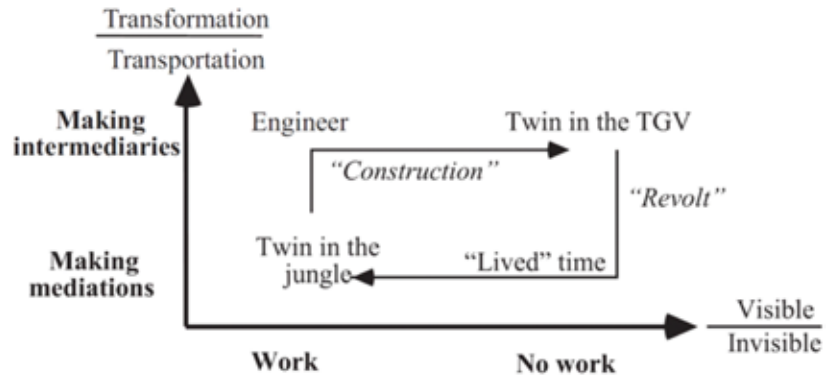 Transformation
Transportation
Making
intermediaries
Engineer
Twin in the TGV
"Construction"
"Revolt"
Making
mediations
Twin in the
jungle
"Lived" time
Visible
Invisible
Work
No work